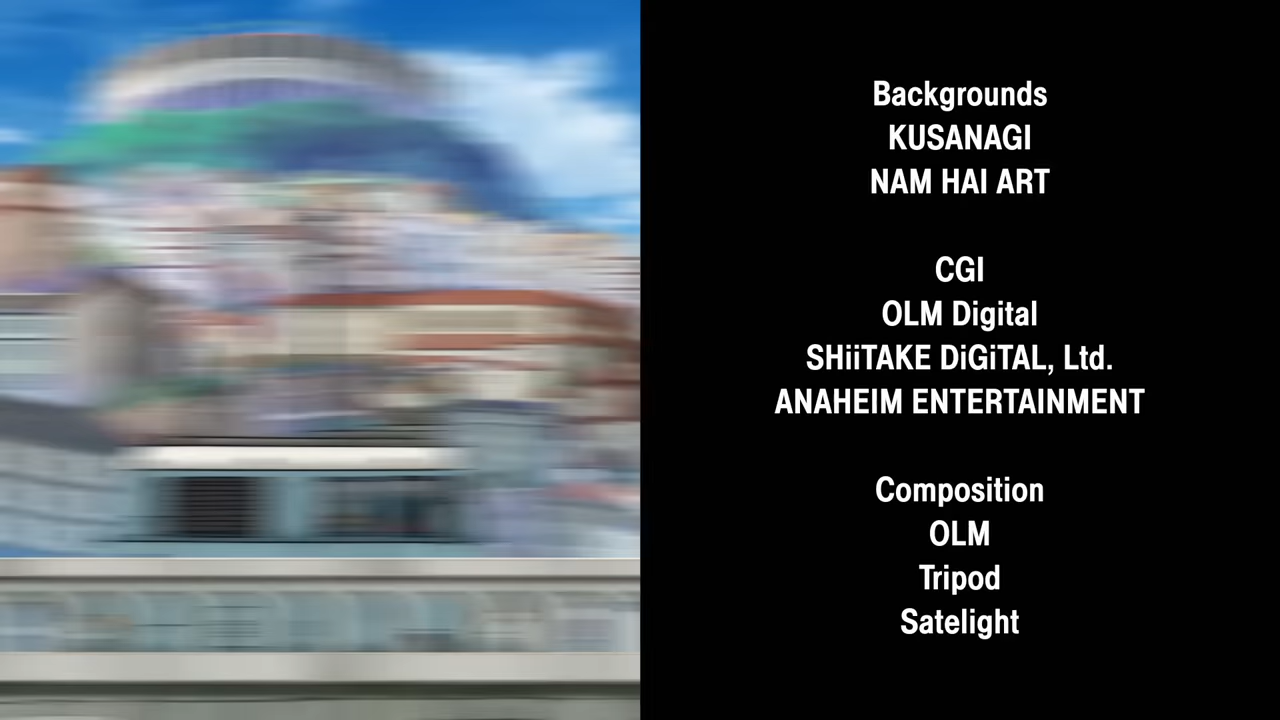 Backgrounds
KUSANAGI
NAM HAI ART
CGI
OLM Digital
SHiiTAKE DiGiTAL, Ltd.
ANAHEIM ENTERTAINMENT
Composition
OLM
Tripod
Satelight